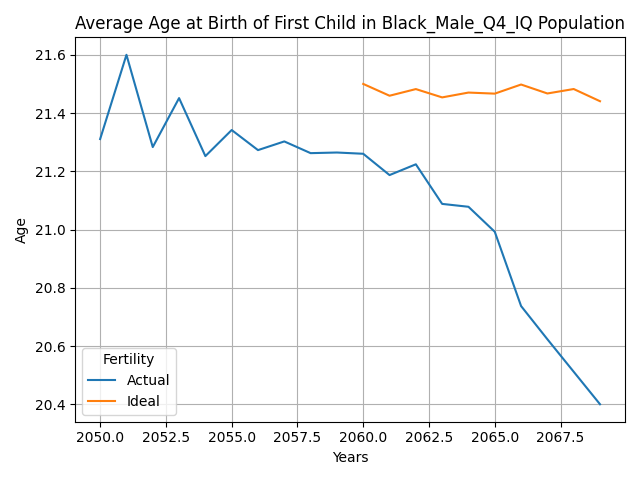 Average Age at Birth of First Child in Black_Male_Q4_IQ Population
21.6
21.4
21.2
21.0
20.8
20.6
20.4
Age
Fertility
Actual
Ideal
2050.0 2052.5 2055.0 2057.5 2060.0 2062.5 2065.0 2067.5
Years